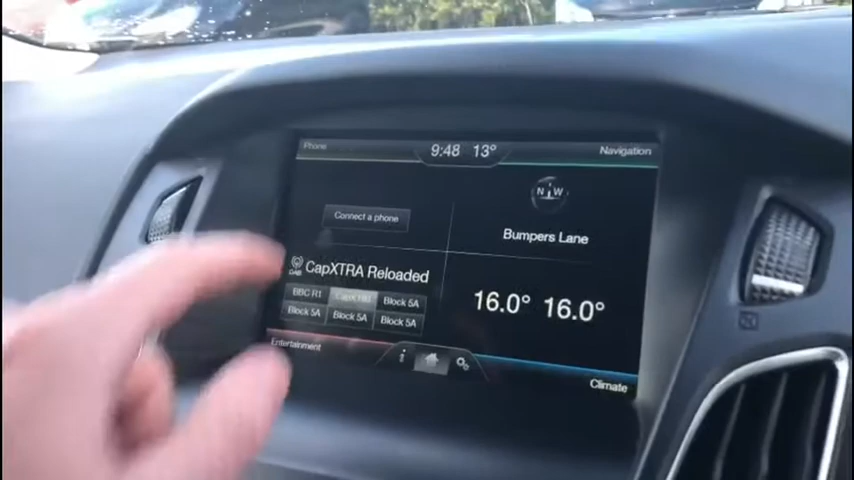 Phone
9:48 13°
Navigation
N W
Connect a phone
Bumpers Lane
DAB
CapXTRA Reloaded
BBC R1
CapXTRA
Block 5A
Block 5A
Block 5A
Block 5A
16.0° 16.0°
Entertainment
i
Climate